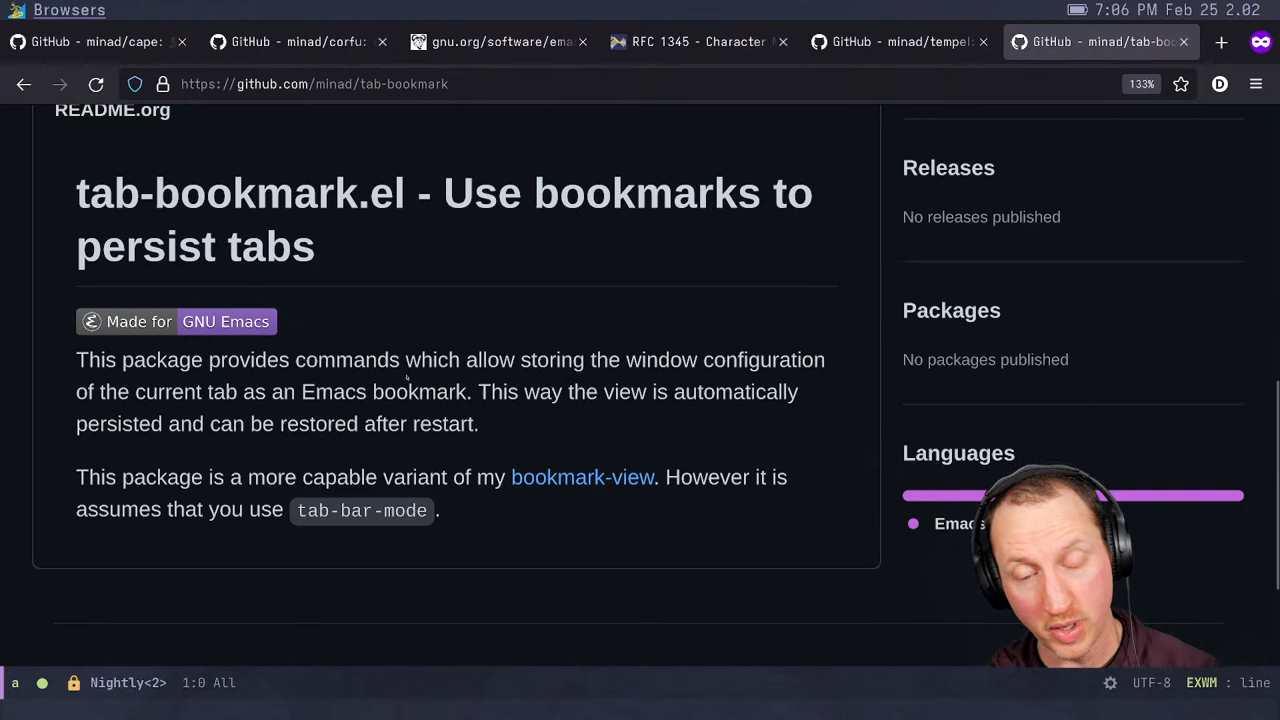 Browsers
7:06 PM Feb 25 2.02
GitHub - minad/cape:
GitHub - minad/corfu:
gnu.org/software/ema
RFC 1345 - Character M
GitHub - minad/tempel:
GitHub - minad/tab-boo
https://github.com/minad/tab-bookmark
133%
D
README.org
tab-bookmark.el - Use bookmarks to
persist tabs
Made for GNU Emacs
This package provides commands which allow storing the window configuration
of the current tab as an Emacs bookmark. This way the view is automatically
persisted and can be restored after restart.
This package is a more capable variant of my bookmark-view. However it is
assumes that you use tab-bar-mode.
Releases
No releases published
Packages
No packages published
Languages
Emacs
a
Nightly<2>
1:0 All
UTF-8
EXWM : line